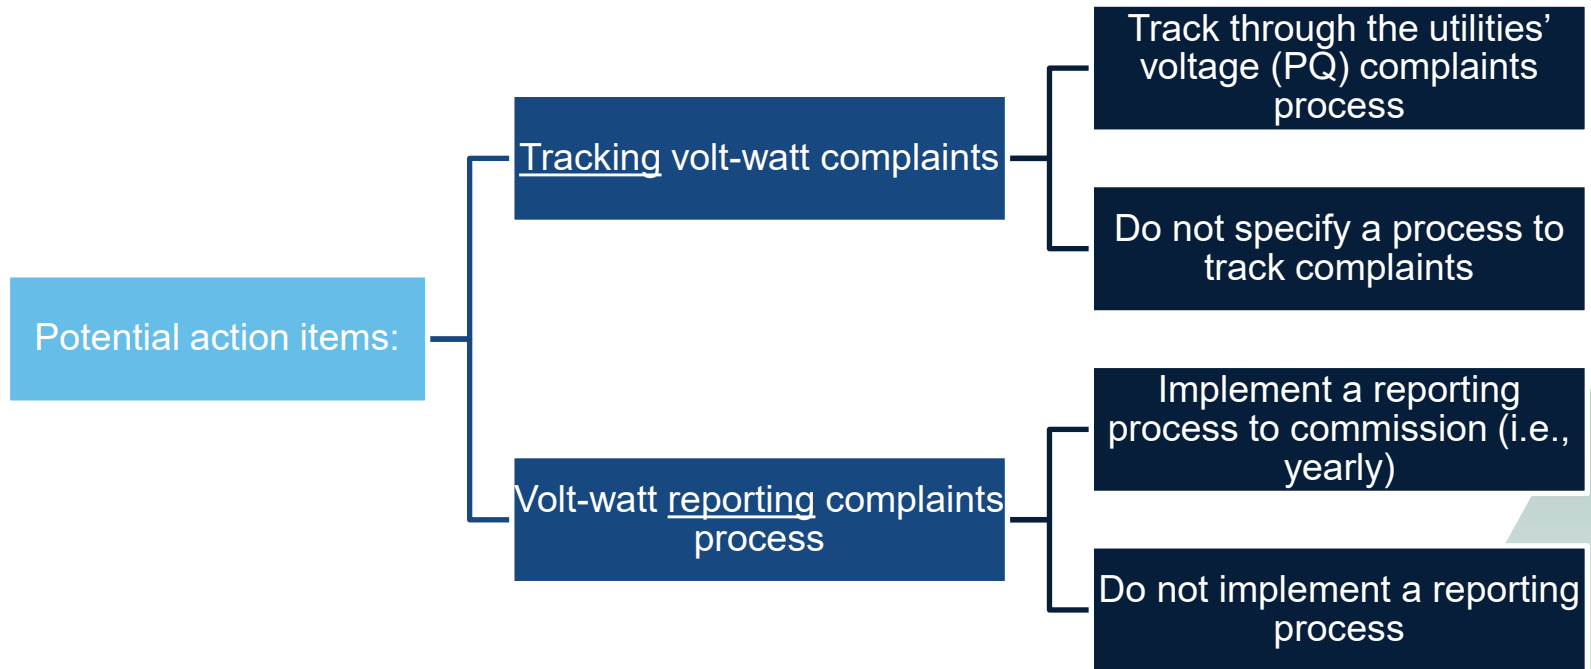 Potential action items:
Tracking volt-watt complaints
Track through the utilities’
voltage (PQ) complaints
process
Do not specify a process to
track complaints
Volt-watt reporting complaints
process
Implement a reporting
process to commission (i.e.,
yearly)
Do not implement a reporting
process